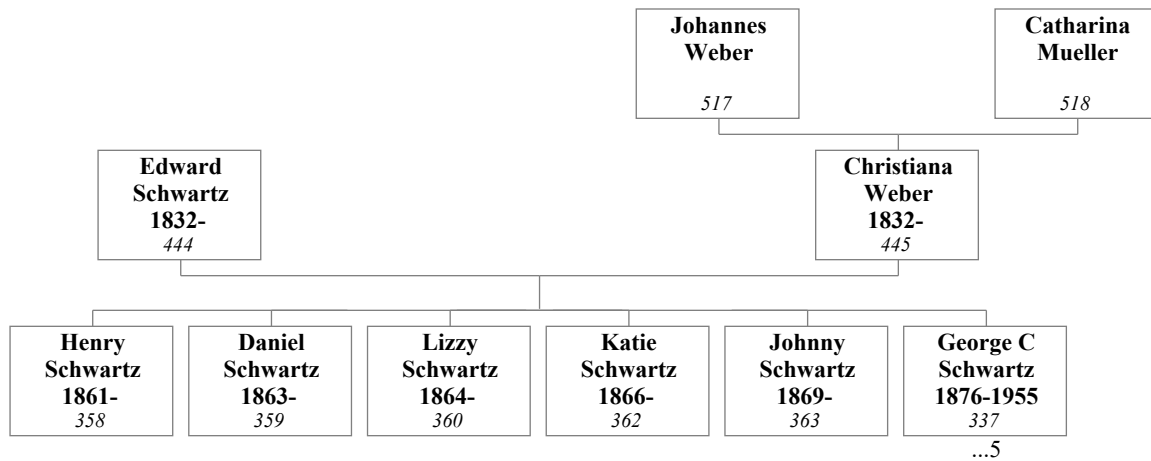 Johannes
Weber
517
Catharina
Mueller
518
Edward
Schwartz
1832-
444
Christiana
Weber
1832-
445
Henry
Schwartz
1861-
358
Daniel
Schwartz
1863-
359
Lizzy
Schwartz
1864-
360
Katie
Schwartz
1866-
362
Johnny
Schwartz
1869-
363
George C
Schwartz
1876-1955
337
...5